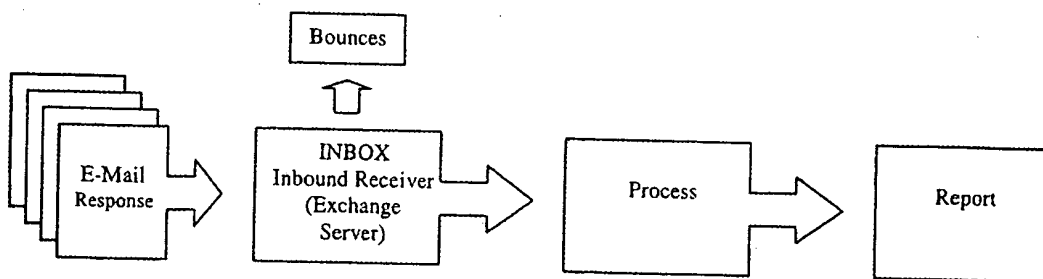 Bounces
E-Mail
Response
INBOX
Inbound Receiver
(Exchange
Server)
Process
Report